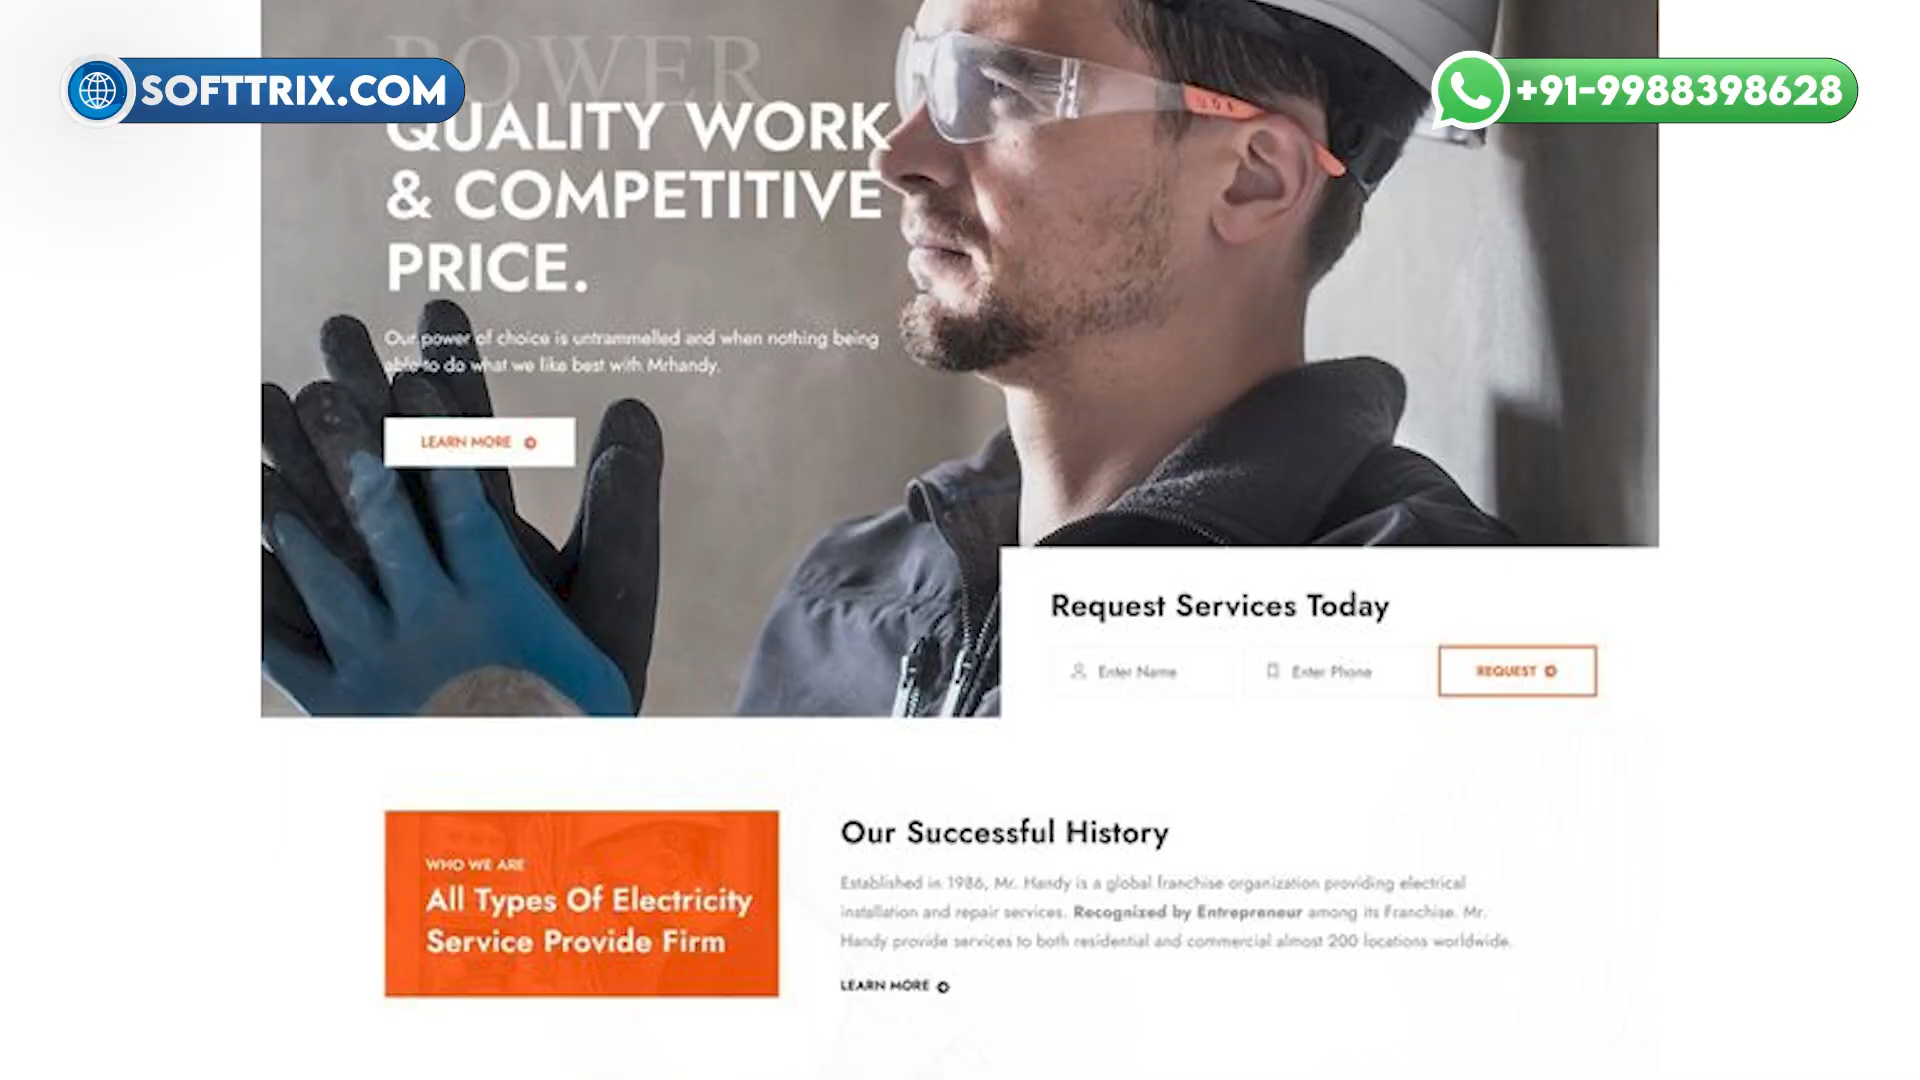 SOFTTRIX.COM
+91-9988398628
POWER
QUALITY WORK
& COMPETITIVE
PRICE.
Our power of choice is untrammelled and when nothing being
able to do what we like best with Mrhandy.
LEARN MORE
Request Services Today
Enter Name
Enter Phone
REQUEST
WHO WE ARE
All Types Of Electricity
Service Provide Firm
Our Successful History
Established in 1986, Mr. Handy is a global franchise organization providing electrical
installation and repair services. Recognized by Entrepreneur among its Franchise. Mr.
Handy provide services to both residential and commercial almost 200 locations worldwide.
LEARN MORE